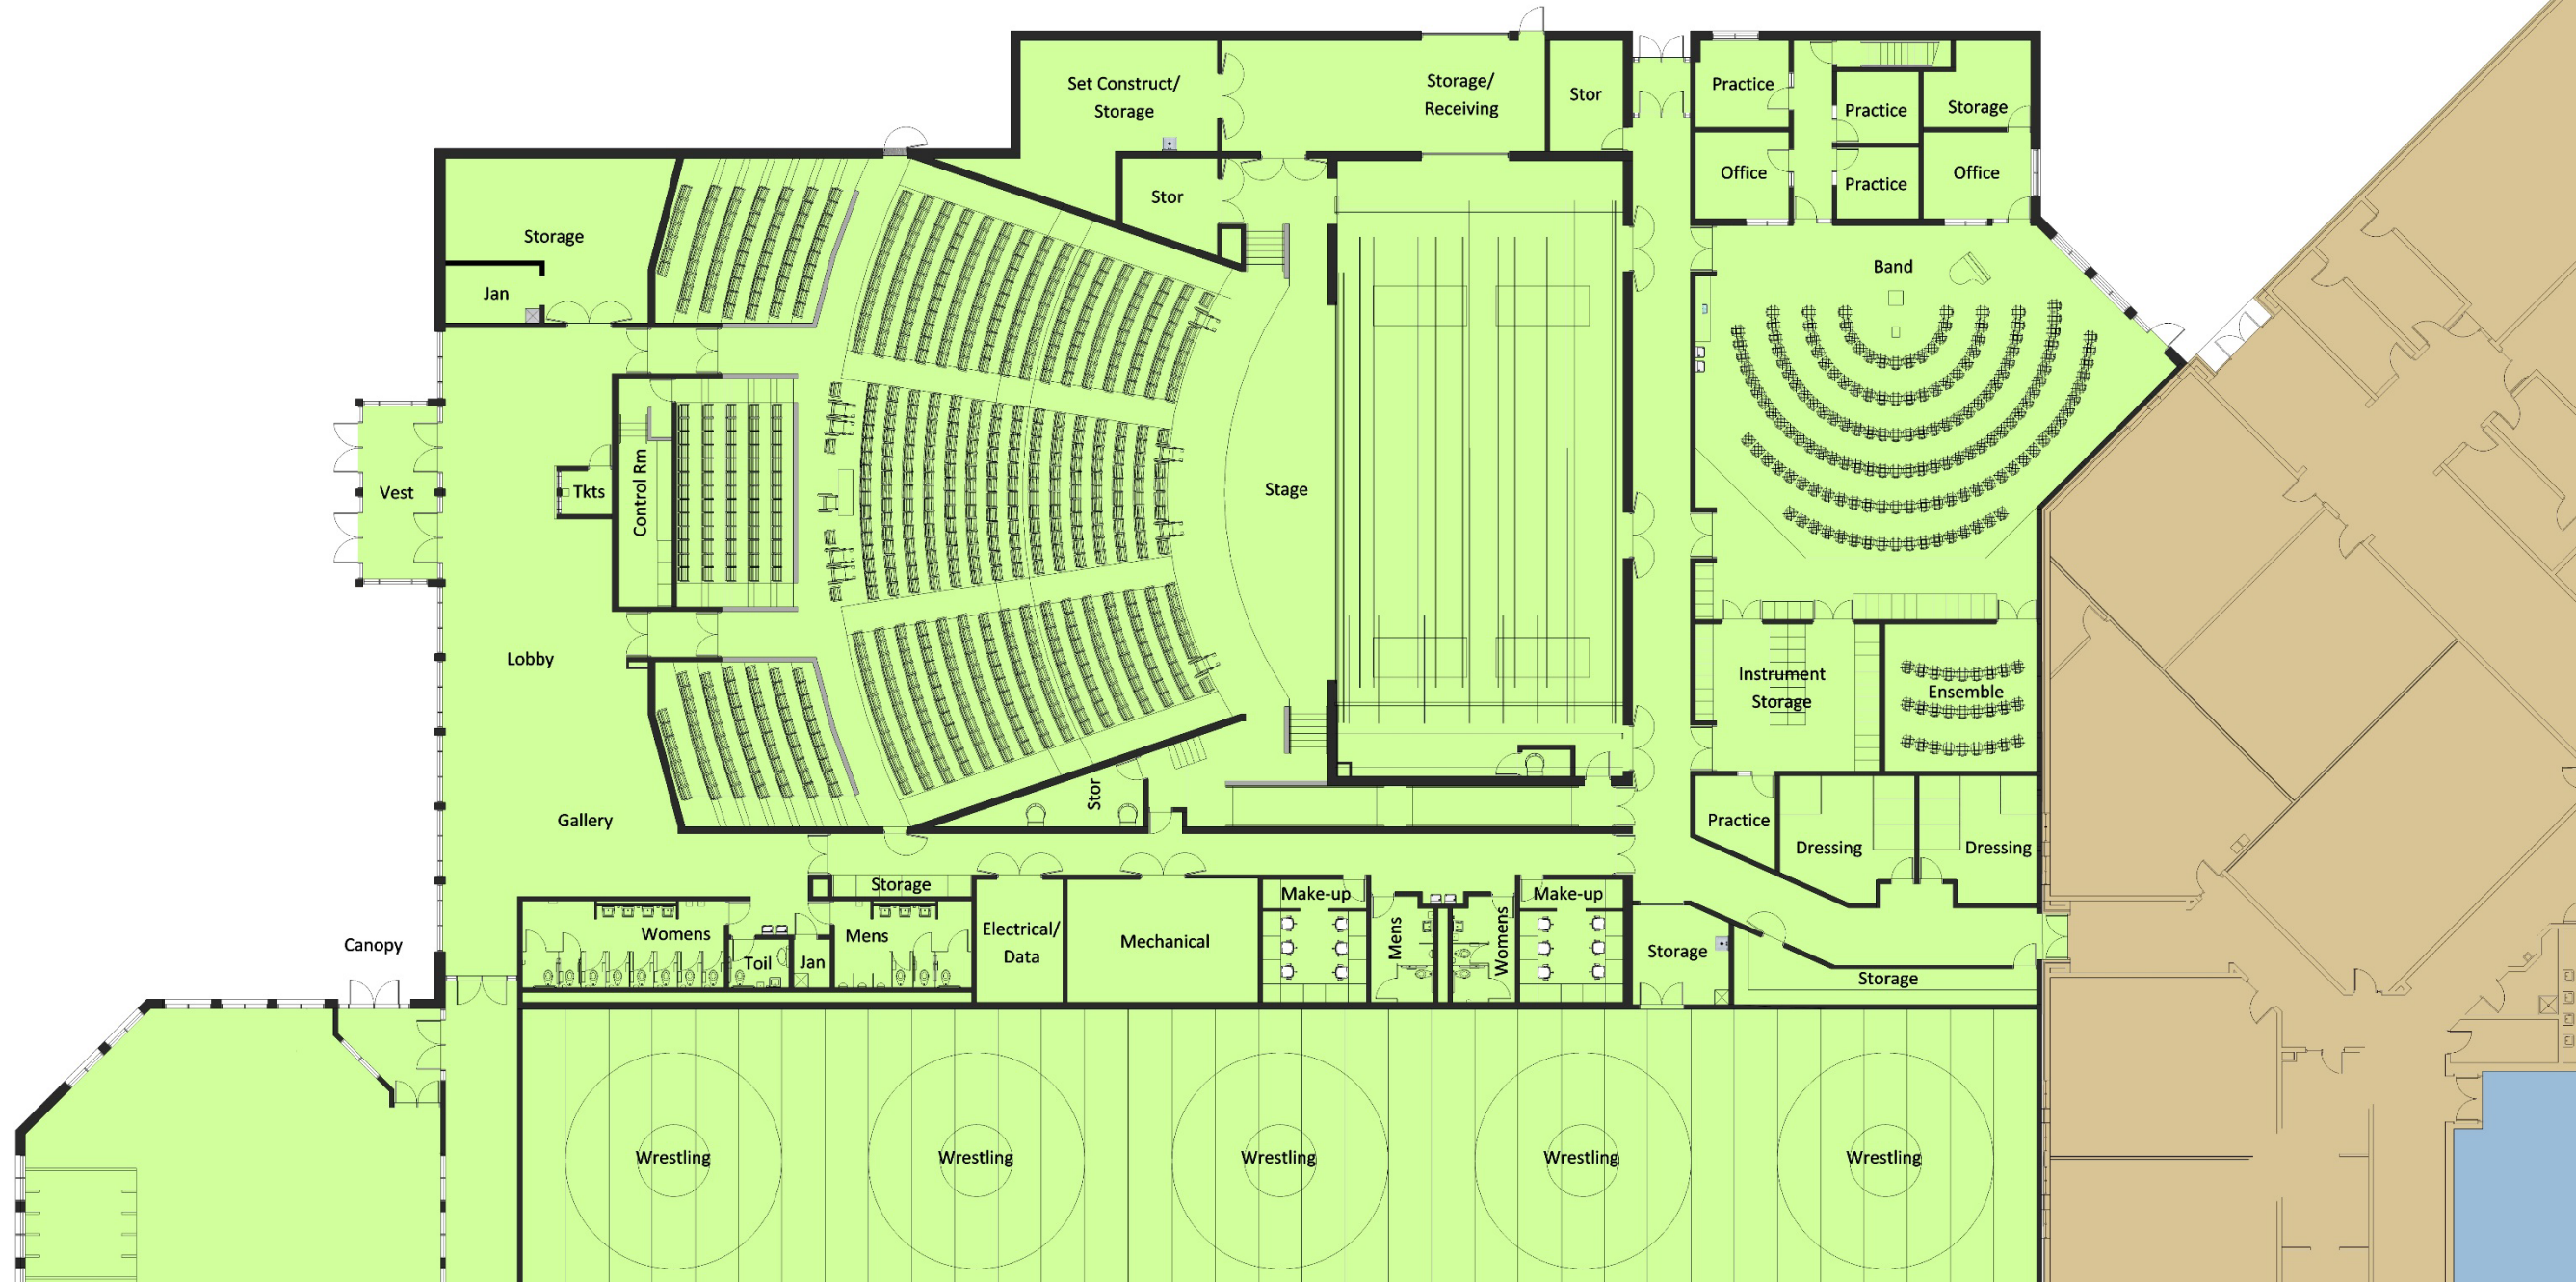 Set Construct/
Storage
Storage/
Receiving
Stor
Practice
Practice
Storage
Office
Practice
Office
Stor
Storage
Jan
Band
Vest
Tkts
Control Rm
Stage
Lobby
Instrument
Storage
Ensemble
Gallery
Stor
Practice
Dressing
Dressing
Storage
Make-up
Make-up
Canopy
Womens
Toil
Jan
Mens
Electrical/
Data
Mechanical
Mens
Womens
Storage
Storage
Wrestling
Wrestling
Wrestling
Wrestling
Wrestling